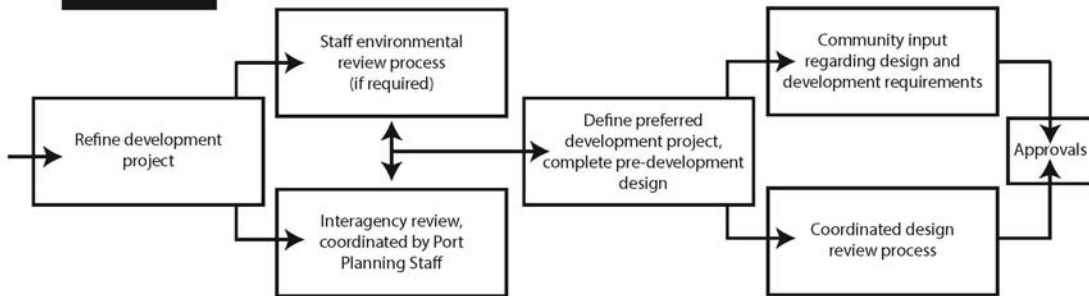 Refine development
project
Staff environmental
review process
(if required)
Interagency review,
coordinated by Port
Planning Staff
Define preferred
development project,
complete pre-development
design
Community input
regarding design and
development requirements
Coordinated design
review process
Approvals